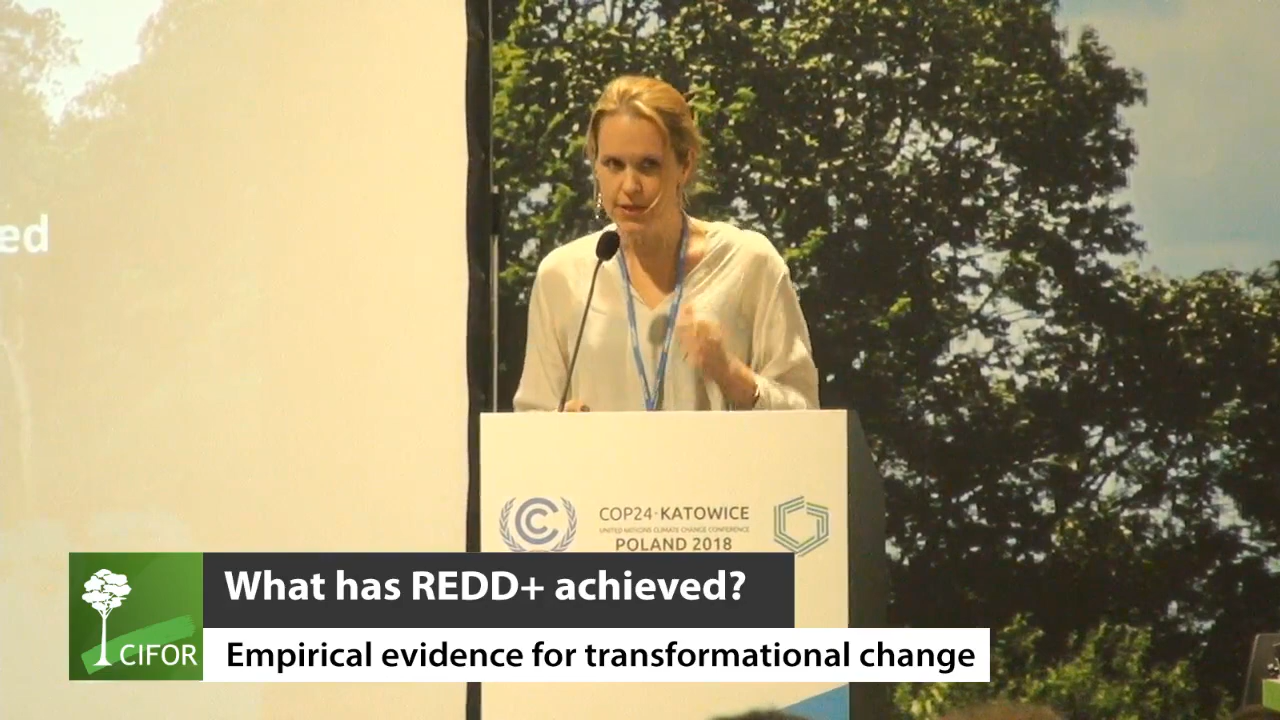 ed
COP24·KATOWICE
UNITED NATIONS CLIMATE CHANGE CONFERENCE
POLAND 2018
What has REDD+ achieved?
CIFOR
Empirical evidence for transformational change